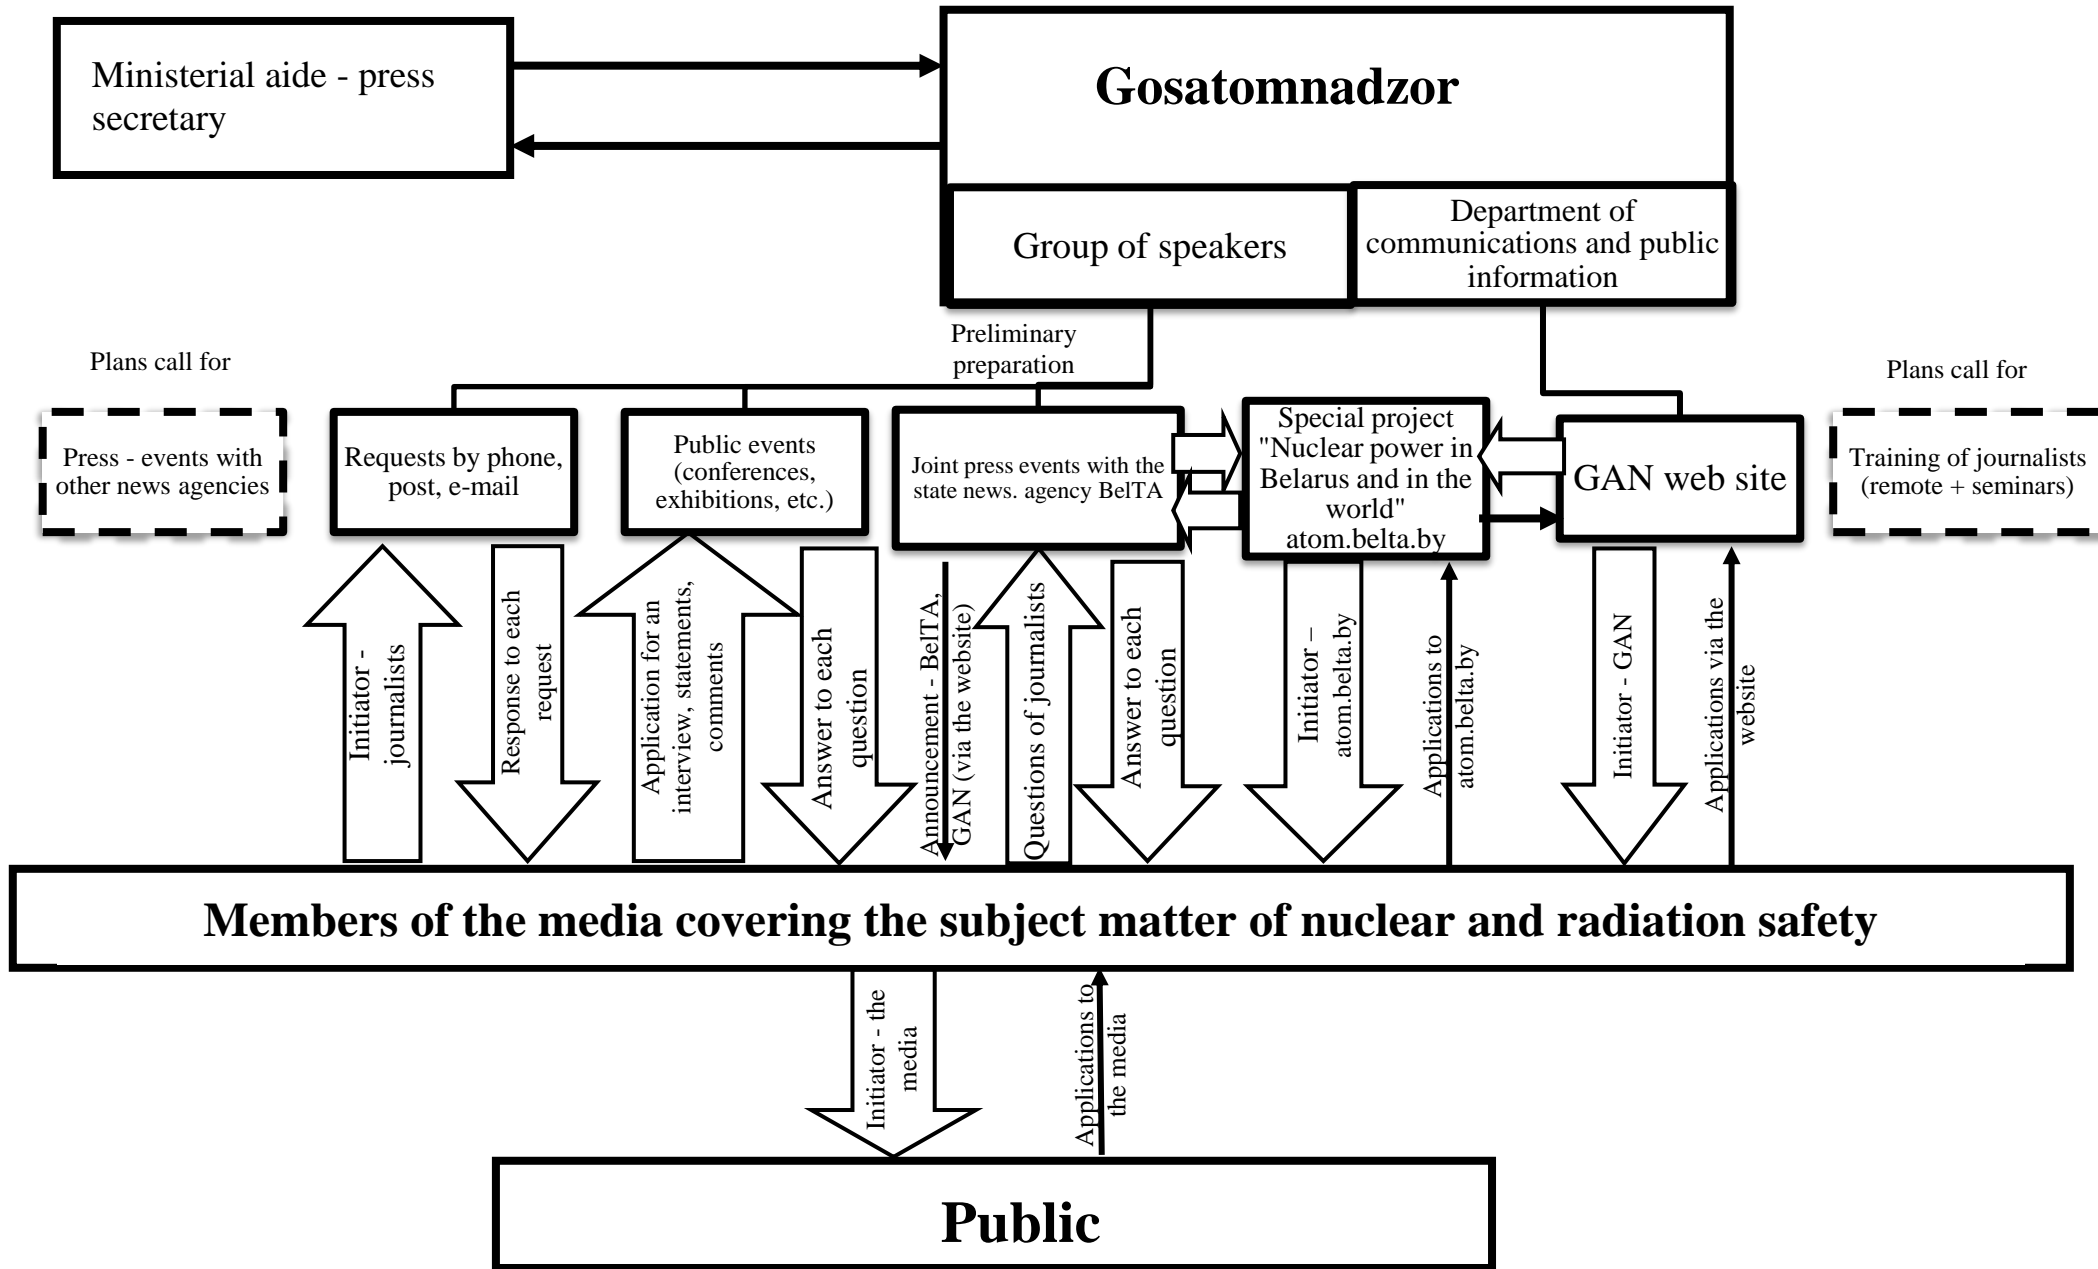 Ministerial aide - press
secretary
Gosatomnadzor
Group of speakers
Department of
communications and public
information
Preliminary
preparation
Plans call for
Plans call for
Press - events with
other news agencies
Requests by phone,
post, e-mail
Public events
(conferences,
exhibitions, etc.)
Joint press events with the
state news. agency BelTA
Special project
"Nuclear power in
Belarus and in the
world"
atom.belta.by
GAN web site
Training of journalists
(remote + seminars)
Initiator -
journalists
Response to each
request
Application for an
interview, statements,
comments
Answer to each
question
Announcement - BelTA,
GAN (via the website)
Questions of journalists
Answer to each
question
Initiator –
atom.belta.by
Applications to
atom.belta.by
Initiator - GAN
Applications via the
website
Members of the media covering the subject matter of nuclear and radiation safety
Initiator - the
media
Applications to
the media
Public